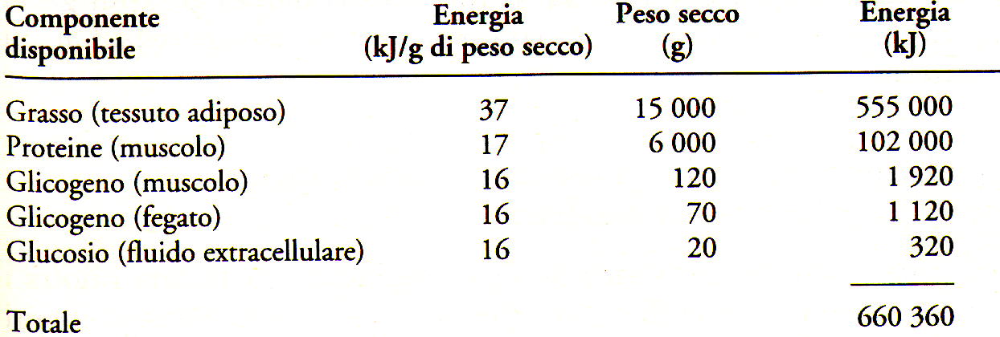 Componente disponibile Energia (kJ/g di peso secco) Peso secco (g) Energia (kJ)
Grasso (tessuto adiposo) 37 15 000 555 000
Proteine (muscolo) 17 6 000 102 000
Glicogeno (muscolo) 16 120 1 920
Glicogeno (fegato) 16 70 1 120
Glucosio (fluido extracellulare) 16 20 320
Totale 660 360